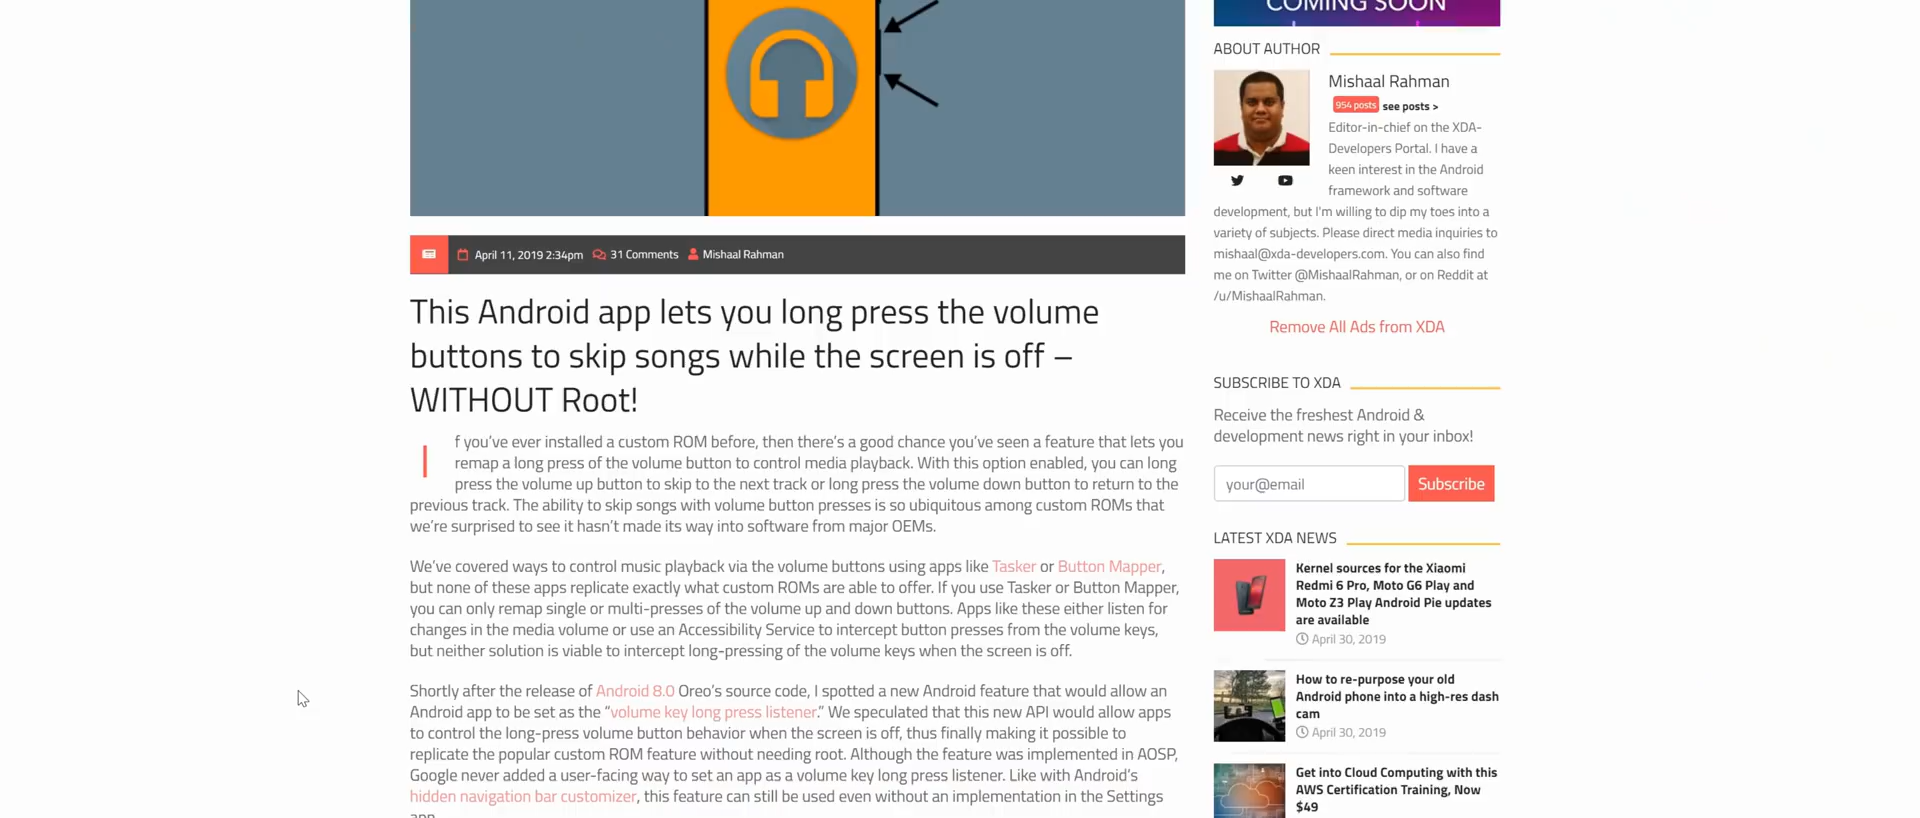 COMING SOON
ABOUT AUTHOR
Mishaal Rahman
954 posts see posts >
Editor-in-chief on the XDA-
Developers Portal. I have a
keen interest in the Android
framework and software
development, but I'm willing to dip my toes into a
variety of subjects. Please direct media inquiries to
mishaal@xda-developers.com. You can also find
me on Twitter @MishaalRahman, or on Reddit at
/u/MishaalRahman.
Remove All Ads from XDA
April 11, 2019 2:34pm 31 Comments Mishaal Rahman
This Android app lets you long press the volume
buttons to skip songs while the screen is off –
WITHOUT Root!
If you've ever installed a custom ROM before, then there's a good chance you've seen a feature that lets you
remap a long press of the volume button to control media playback. With this option enabled, you can long
press the volume up button to skip to the next track or long press the volume down button to return to the
previous track. The ability to skip songs with volume button presses is so ubiquitous among custom ROMs that
we're surprised to see it hasn't made its way into software from major OEMs.
We've covered ways to control music playback via the volume buttons using apps like Tasker or Button Mapper,
but none of these apps replicate exactly what custom ROMs are able to offer. If you use Tasker or Button Mapper,
you can only remap single or multi-presses of the volume up and down buttons. Apps like these either listen for
changes in the media volume or use an Accessibility Service to intercept button presses from the volume keys,
but neither solution is viable to intercept long-pressing of the volume keys when the screen is off.
Shortly after the release of Android 8.0 Oreo's source code, I spotted a new Android feature that would allow an
Android app to be set as the “volume key long press listener.” We speculated that this new API would allow apps
to control the long-press volume button behavior when the screen is off, thus finally making it possible to
replicate the popular custom ROM feature without needing root. Although the feature was implemented in AOSP,
Google never added a user-facing way to set an app as a volume key long press listener. Like with Android's
hidden navigation bar customizer, this feature can still be used even without an implementation in the Settings
app
SUBSCRIBE TO XDA
Receive the freshest Android &
development news right in your inbox!
your@email Subscribe
LATEST XDA NEWS
Kernel sources for the Xiaomi
Redmi 6 Pro, Moto G6 Play and
Moto Z3 Play Android Pie updates
are available
April 30, 2019
How to re-purpose your old
Android phone into a high-res dash
cam
April 30, 2019
Get into Cloud Computing with this
AWS Certification Training, Now
$49